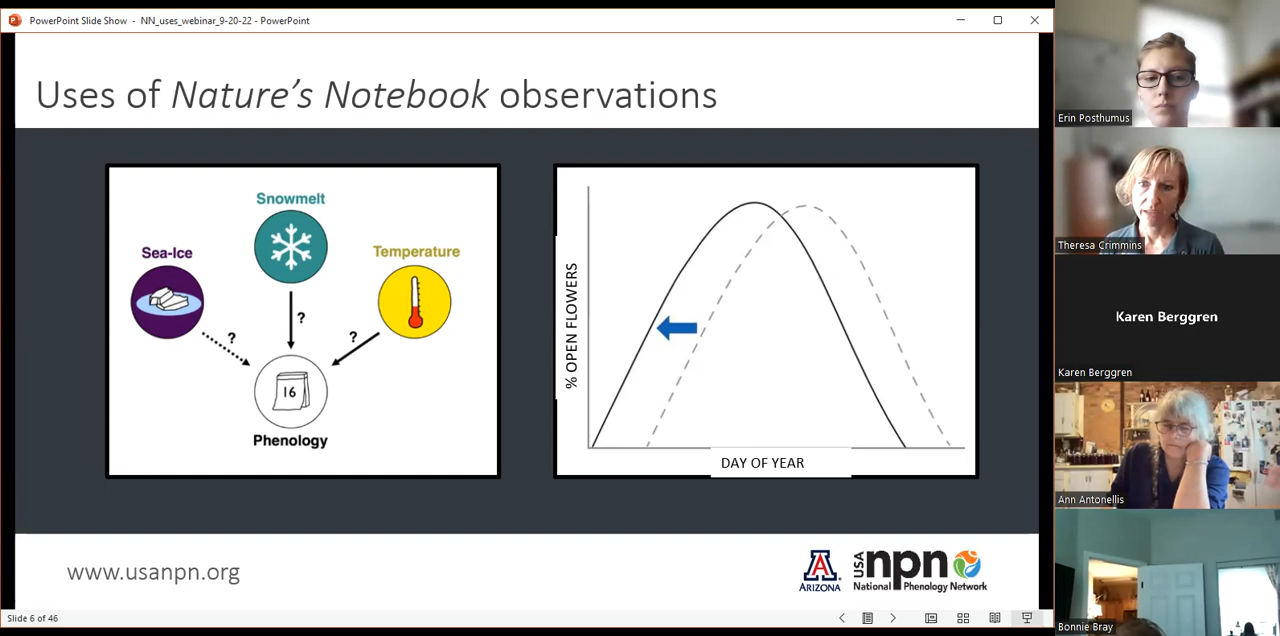 PowerPoint Slide Show - NN_uses_webinar_9-20-22 - PowerPoint
Uses of Nature's Notebook observations
Snowmelt
Sea-Ice
Temperature
?
?
?
16
Phenology
% OPEN FLOWERS
DAY OF YEAR
www.usanpn.org
A
ARIZONA
USA
npn
National Phenology Network
Slide 6 of 46
Erin Posthumus
Theresa Crimmins
Karen Berggren
Karen Berggren
Ann Antonellis
Bonnie Bray